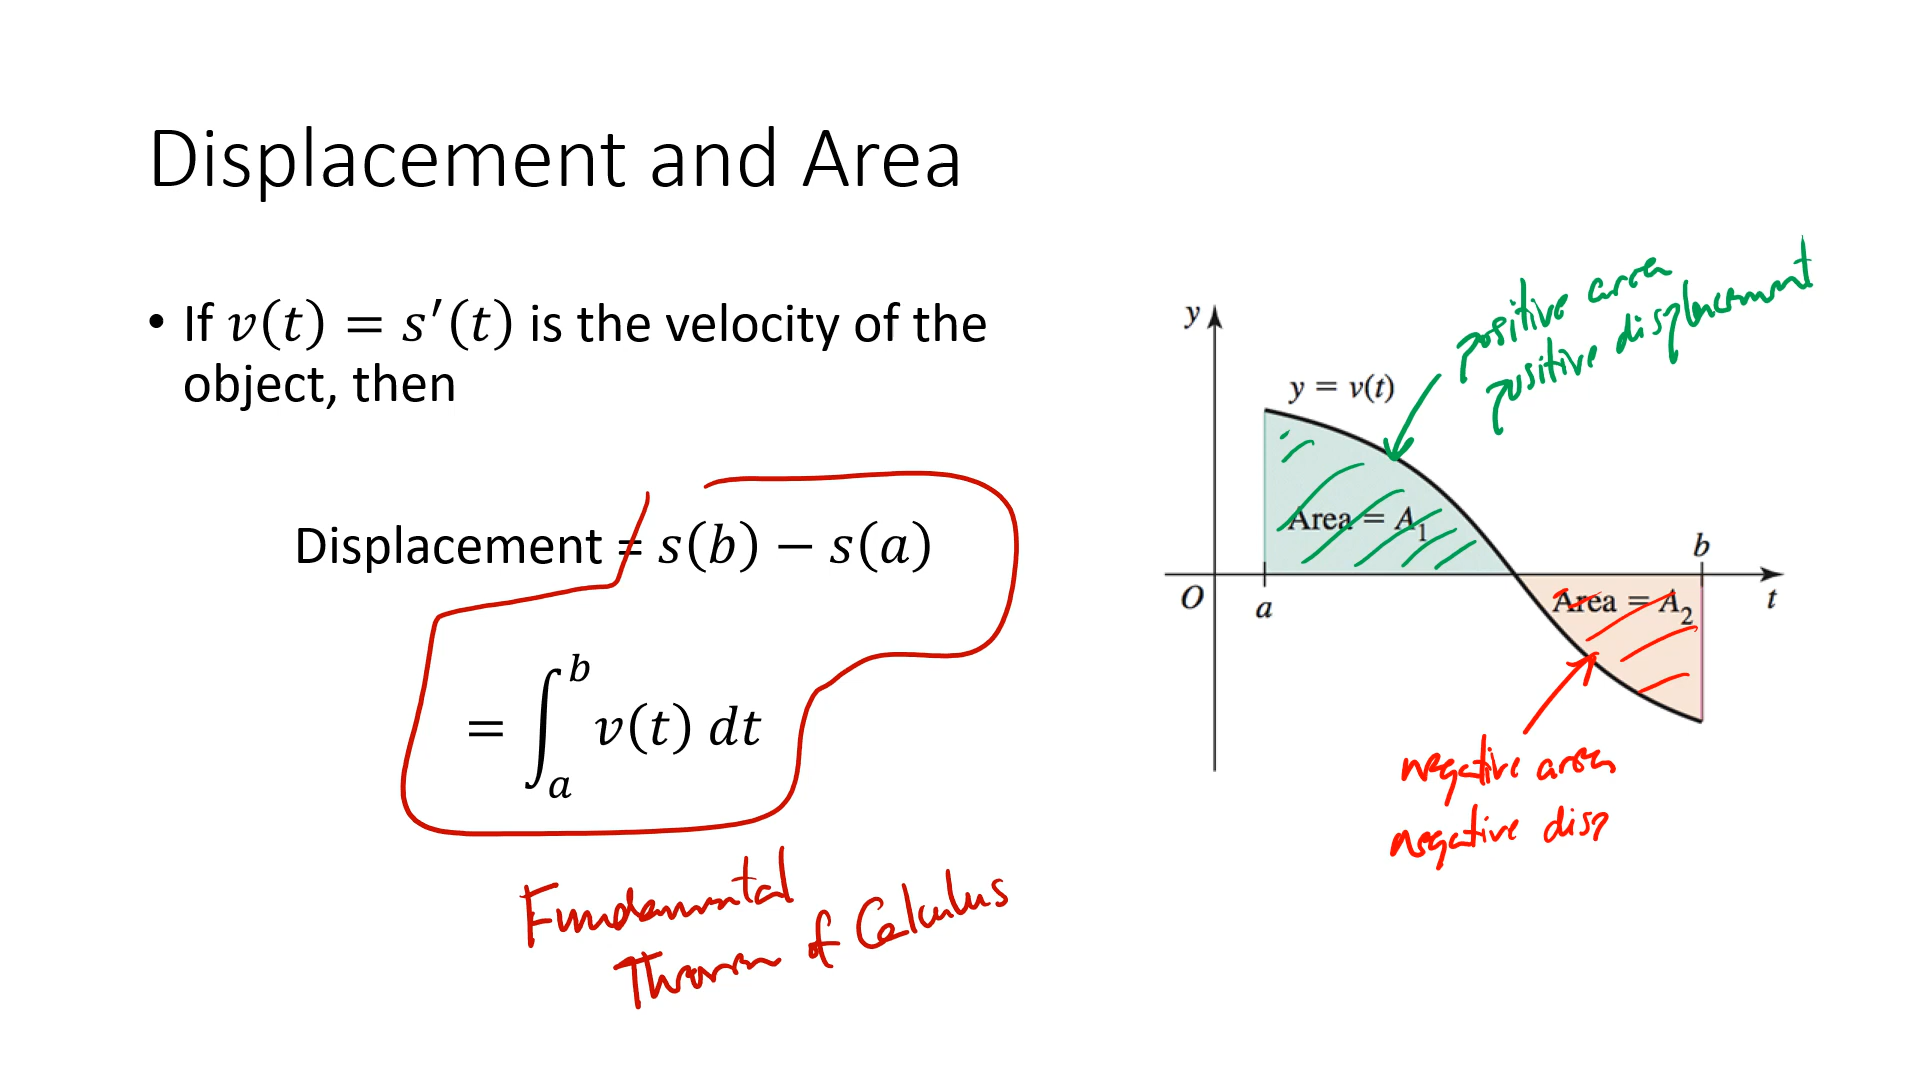 Displacement and Area
• If v(t) = s′(t) is the velocity of the
object, then
Displacement = s(b) − s(a)
= ∫_a^b v(t) dt
Fundamental
Theorem of Calculus
positive area
positive displacement
y
y = v(t)
Area = A₁
b
O
a
Area = A₂
t
negative area
negative disp